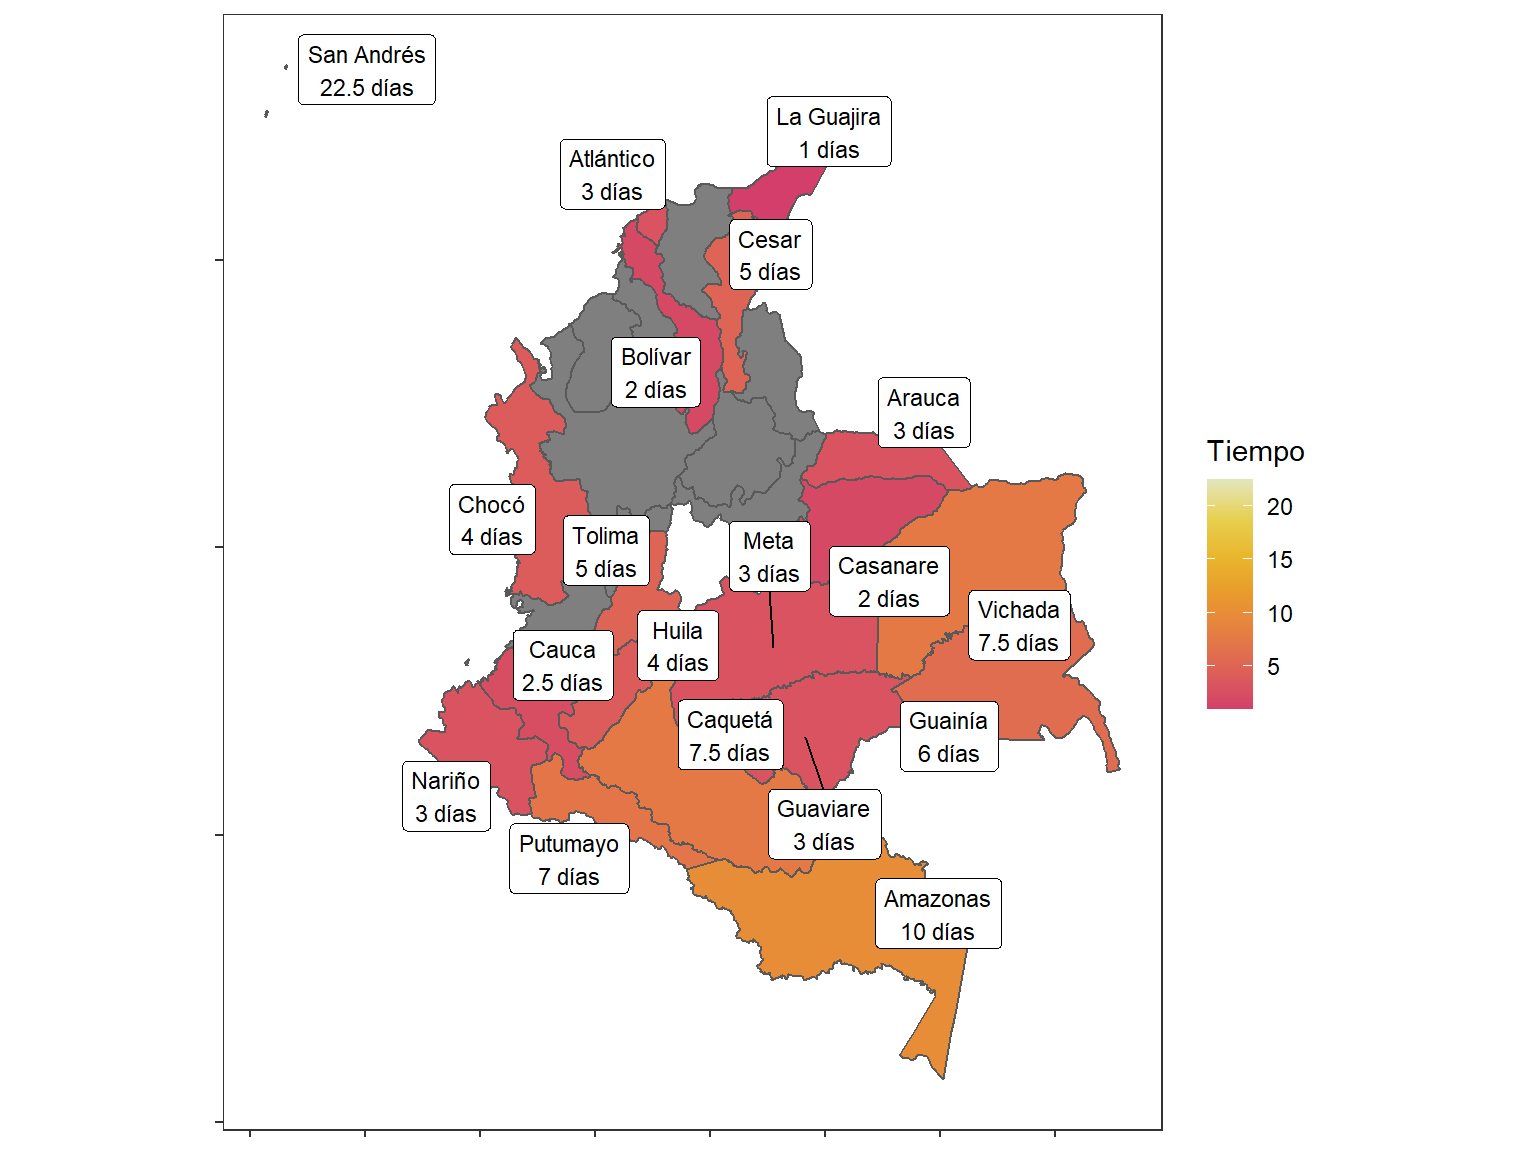 San Andrés
22.5 días
La Guajira
1 días
Atlántico
3 días
Cesar
5 días
Bolívar
2 días
Arauca
3 días
Tiempo
20
15
10
5
Chocó
4 días
Tolima
5 días
Meta
3 días
Casanare
2 días
Vichada
7.5 días
Huila
4 días
Cauca
2.5 días
Caquetá
7.5 días
Guainía
6 días
Nariño
3 días
Guaviare
3 días
Putumayo
7 días
Amazonas
10 días